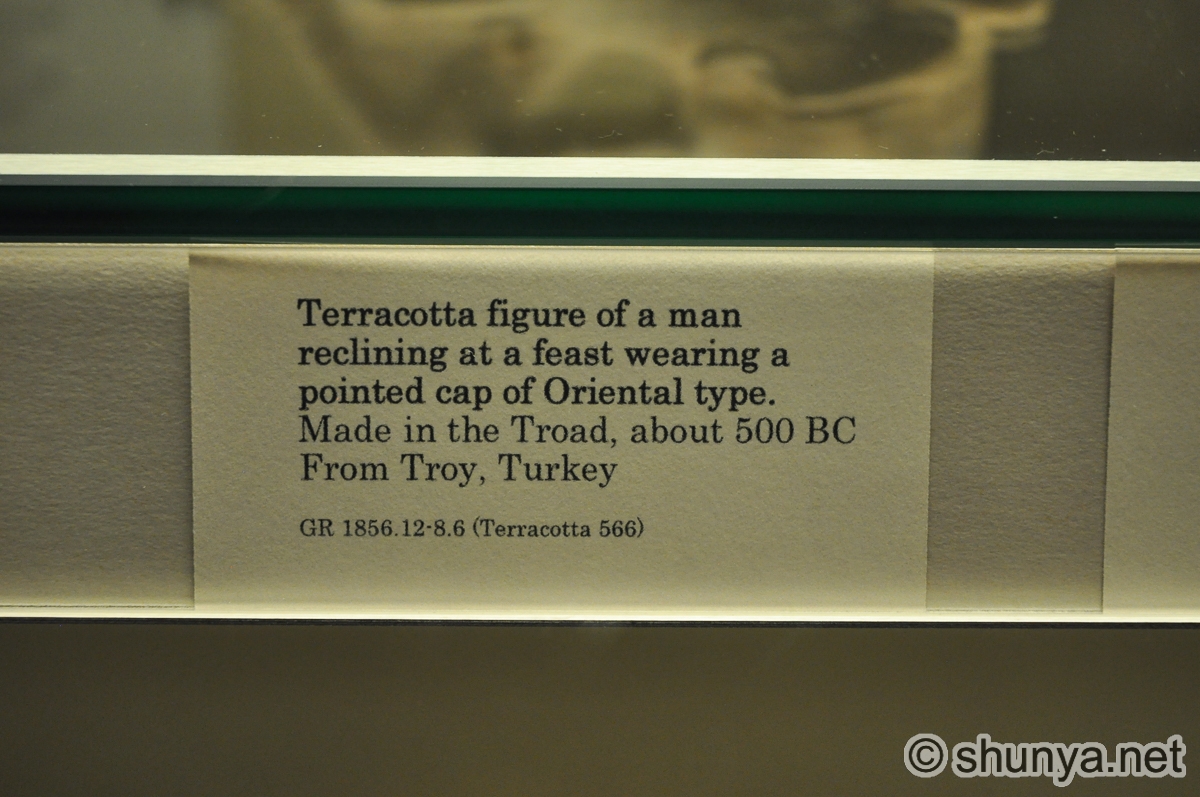 Terracotta figure of a man
reclining at a feast wearing a
pointed cap of Oriental type.
Made in the Troad, about 500 BC
From Troy, Turkey
GR 1856.12-8.6 (Terracotta 566)
©shunya.net